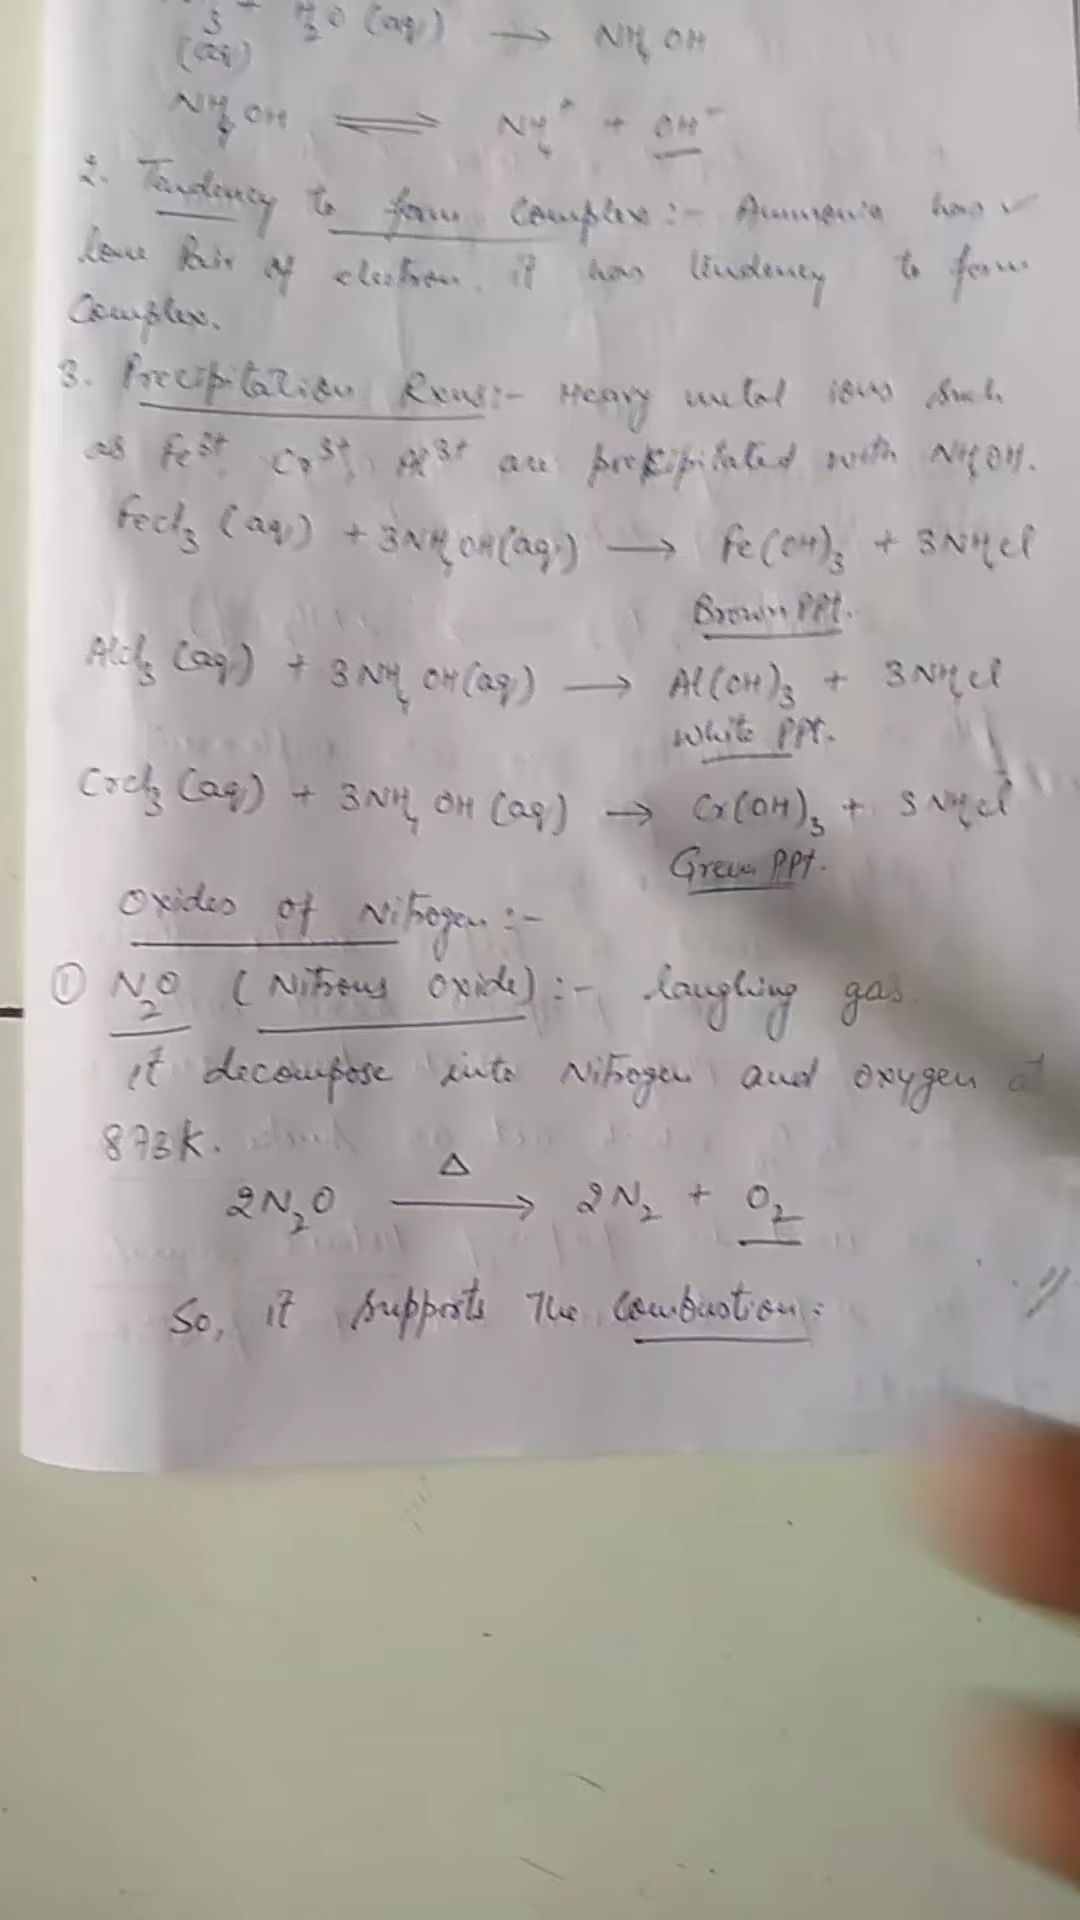 3 + H2O (aq) → NH4OH
(aq)
NH4OH ⇌ NH4+ + OH-
2. Tendency to form Complex :- Ammonia has
lone Pair of electron. it has tendency to form
Complex.
3. Precipitation Rxns:- Heavy metal ions such
as Fe3+, Cr3+, Al3+ are precipitated with NH4OH.
FeCl3 (aq) + 3NH4OH(aq) → Fe(OH)3 + 3NH4Cl
Brown PPt.
AlCl3 (aq) + 3NH4OH(aq) → Al(OH)3 + 3NH4Cl
White PPt.
CrCl3 (aq) + 3NH4OH (aq) → Cr(OH)3 + 3NH4Cl
Green PPt.
Oxides of Nitrogen :-
① N2O (Nitrous oxide) :- laughing gas
it decompose into Nitrogen and oxygen at
873K.
Δ
2N2O → 2N2 + O2
So, it supports The Combustion.